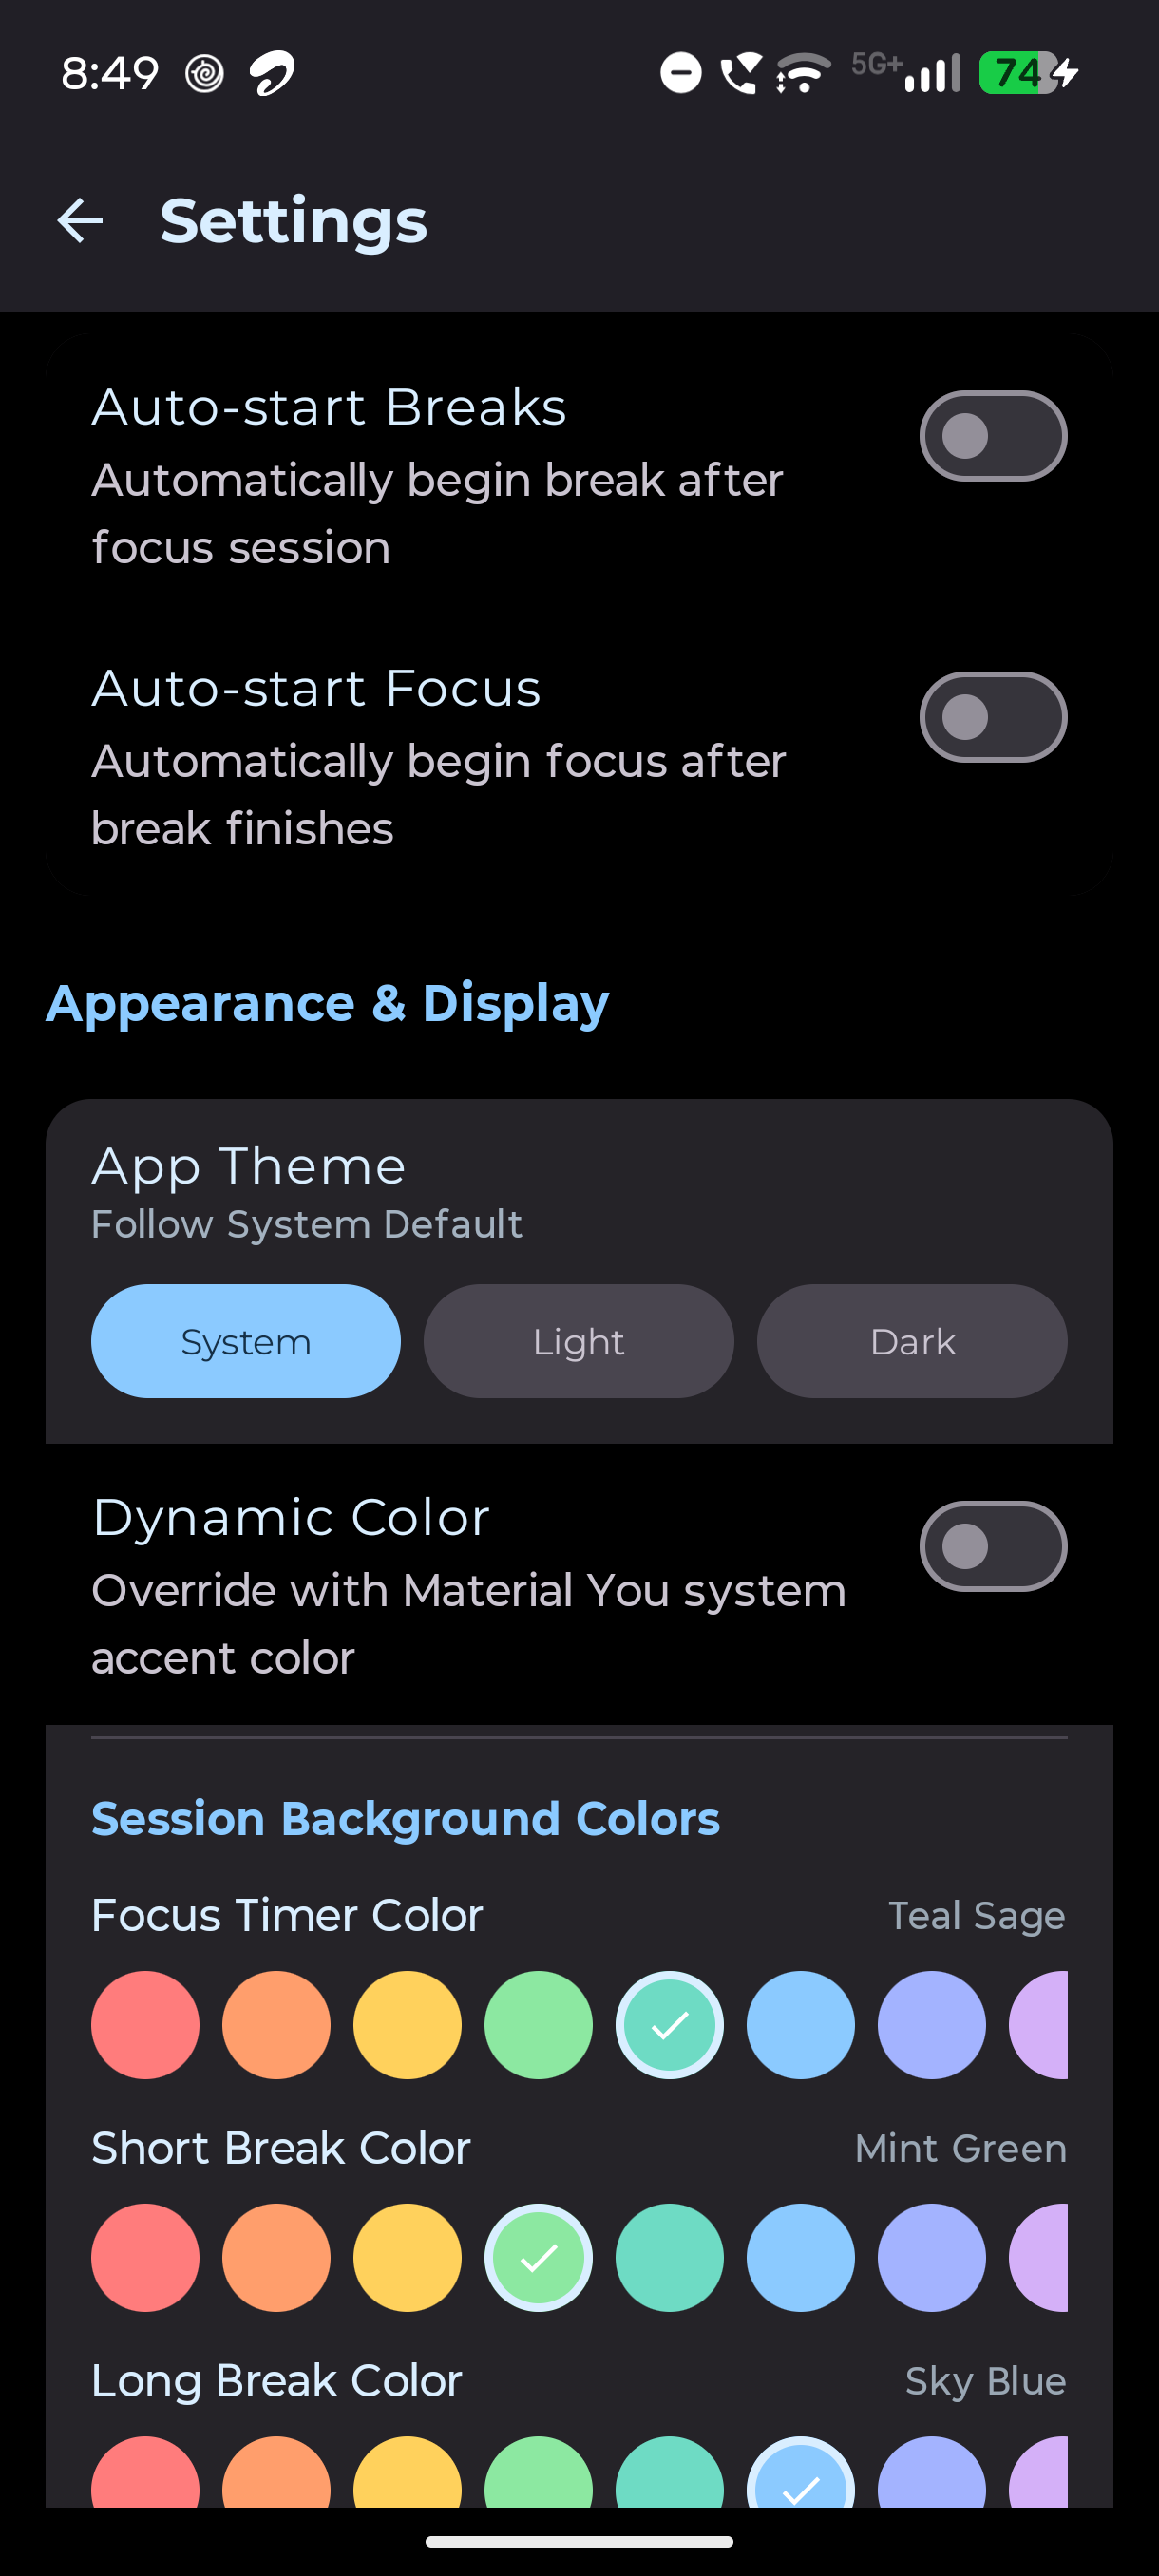 8:49
5G+
74
Settings
Auto-start Breaks
Automatically begin break after
focus session
Auto-start Focus
Automatically begin focus after
break finishes
Appearance & Display
App Theme
Follow System Default
System
Light
Dark
Dynamic Color
Override with Material You system
accent color
Session Background Colors
Focus Timer Color
Teal Sage
Short Break Color
Mint Green
Long Break Color
Sky Blue